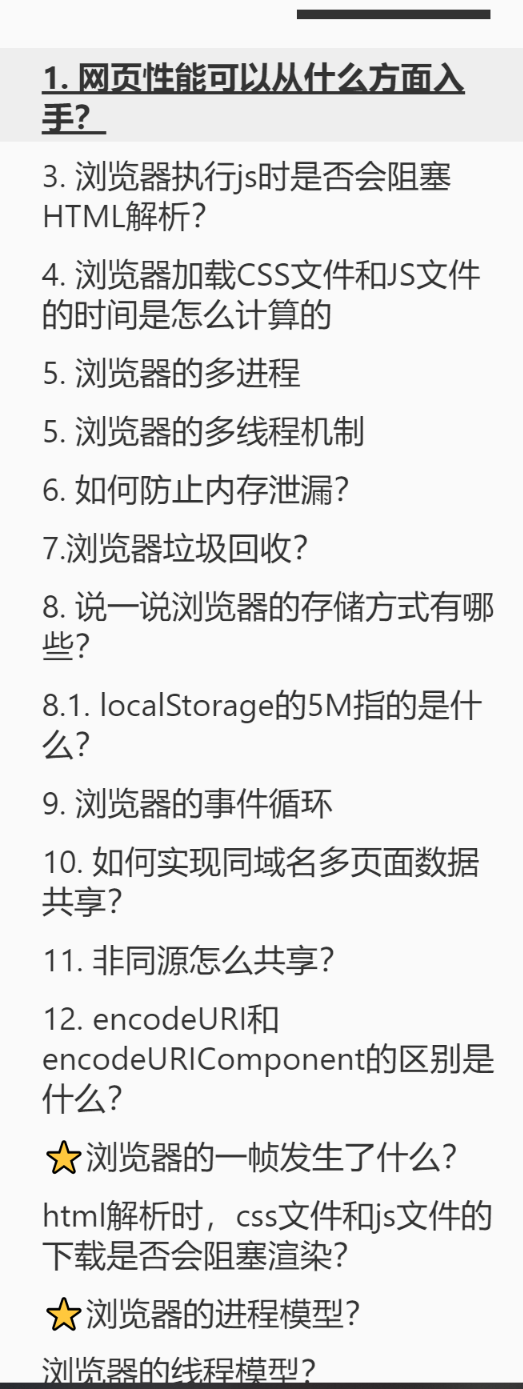 1. 网页性能可以从什么方面入
手？
3. 浏览器执行js时是否会阻塞
HTML解析？
4. 浏览器加载CSS文件和JS文件
的时间是怎么计算的
5. 浏览器的多进程
5. 浏览器的多线程机制
6. 如何防止内存泄漏？
7.浏览器垃圾回收？
8. 说一说浏览器的存储方式有哪
些？
8.1. localStorage的5M指的是什
么？
9. 浏览器的事件循环
10. 如何实现同域名多页面数据
共享？
11. 非同源怎么共享？
12. encodeURI和
encodeURIComponent的区别是
什么？
⭐浏览器的一帧发生了什么？
html解析时，css文件和js文件的
下载是否会阻塞渲染？
⭐浏览器的进程模型？
浏览器的线程模型？